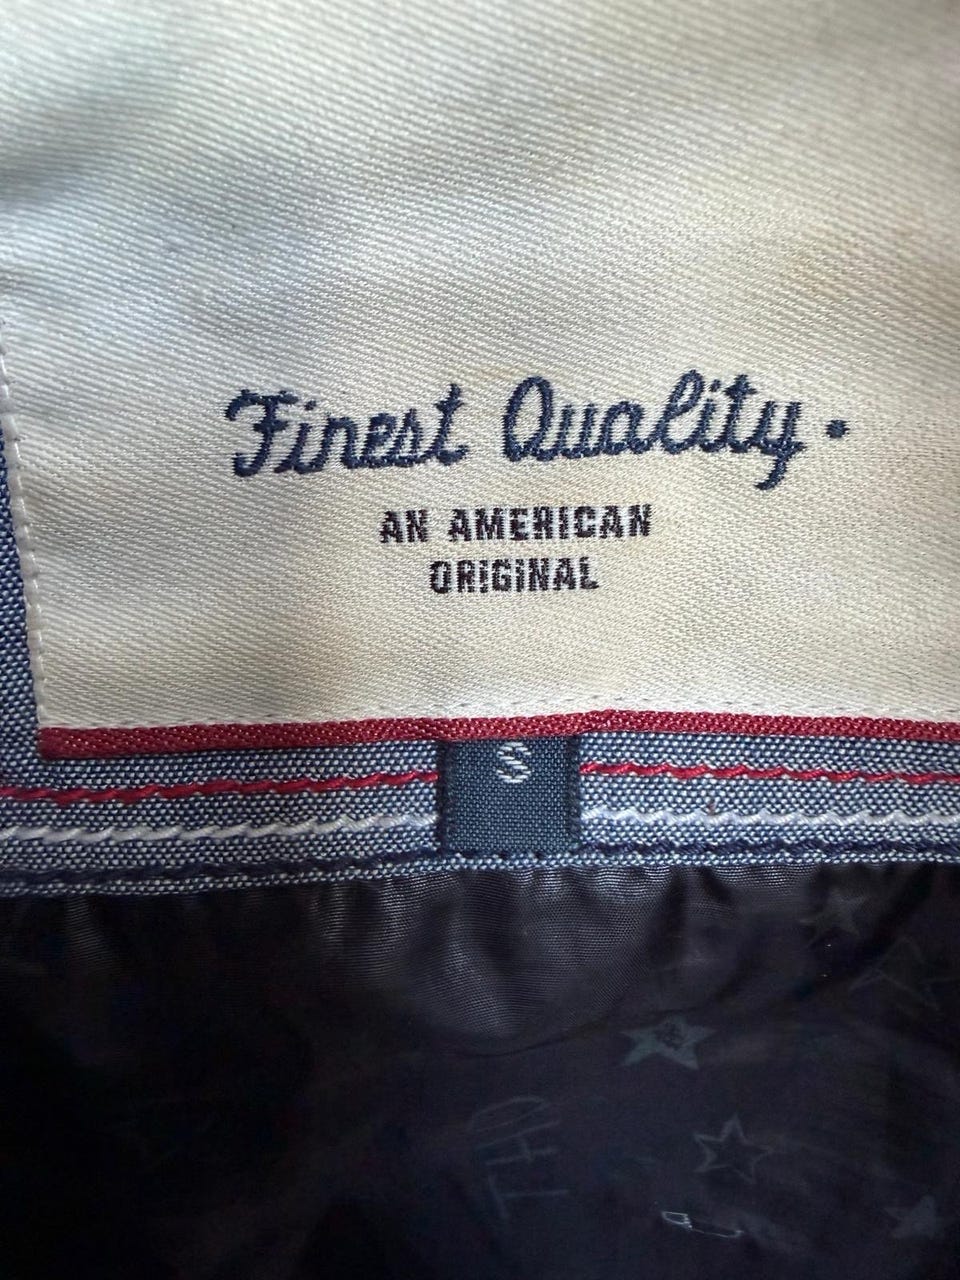 Finest Quality.
AN AMERICAN
ORIGINAL
S